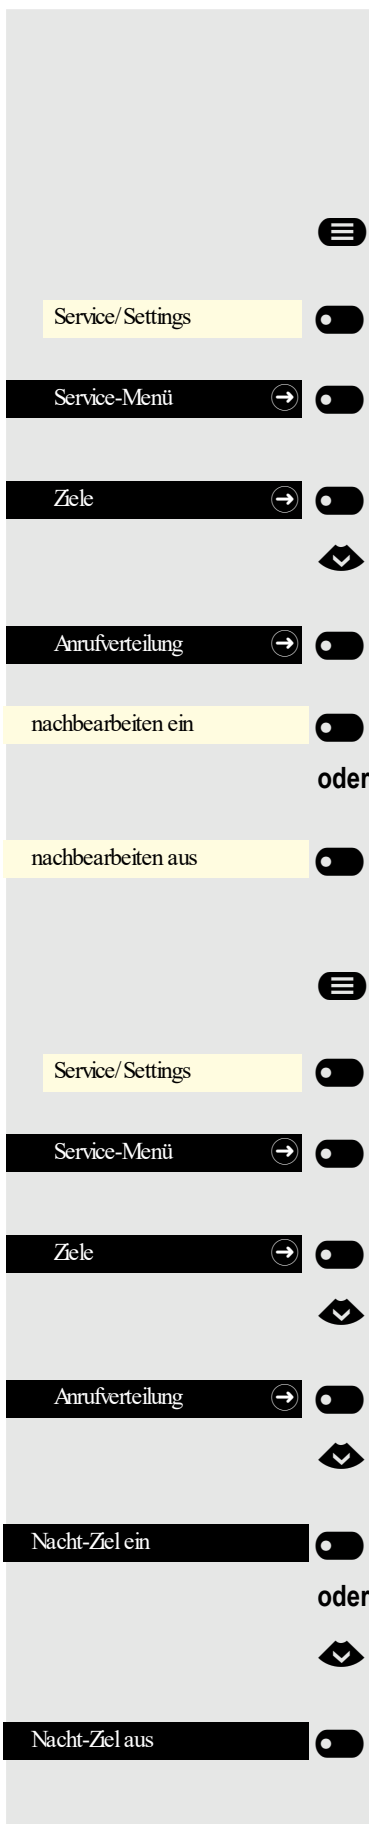 Service/Settings
Service-Menü
Ziele
Anrufverteilung
nachbearbeiten ein
oder
nachbearbeiten aus
Service/Settings
Service-Menü
Ziele
Anrufverteilung
Nacht-Ziel ein
oder
Nacht-Ziel aus